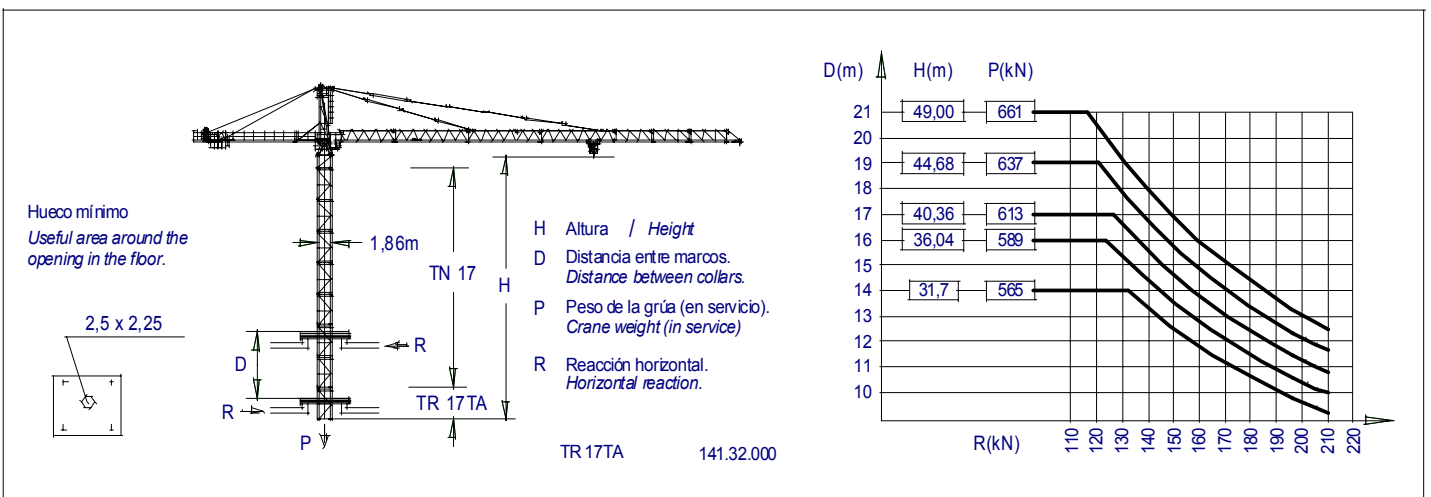 Hueco mínimo
Useful area around the
opening in the floor.
2,5 x 2,25
1,86m
TN 17
H
D
R
R
TR 17TA
P
H Altura / Height
D Distancia entre marcos.
Distance between collars.
P Peso de la grúa (en servicio).
Crane weight (in service)
R Reacción horizontal.
Horizontal reaction.
TR 17TA 141.32.000
D(m) H(m) P(kN)
21 49,00 661
20
19 44,68 637
18
17 40,36 613
16 36,04 589
15
14 31,7 565
13
12
11
10
R(kN) 110 120 130 140 150 160 170 180 190 200 210 220